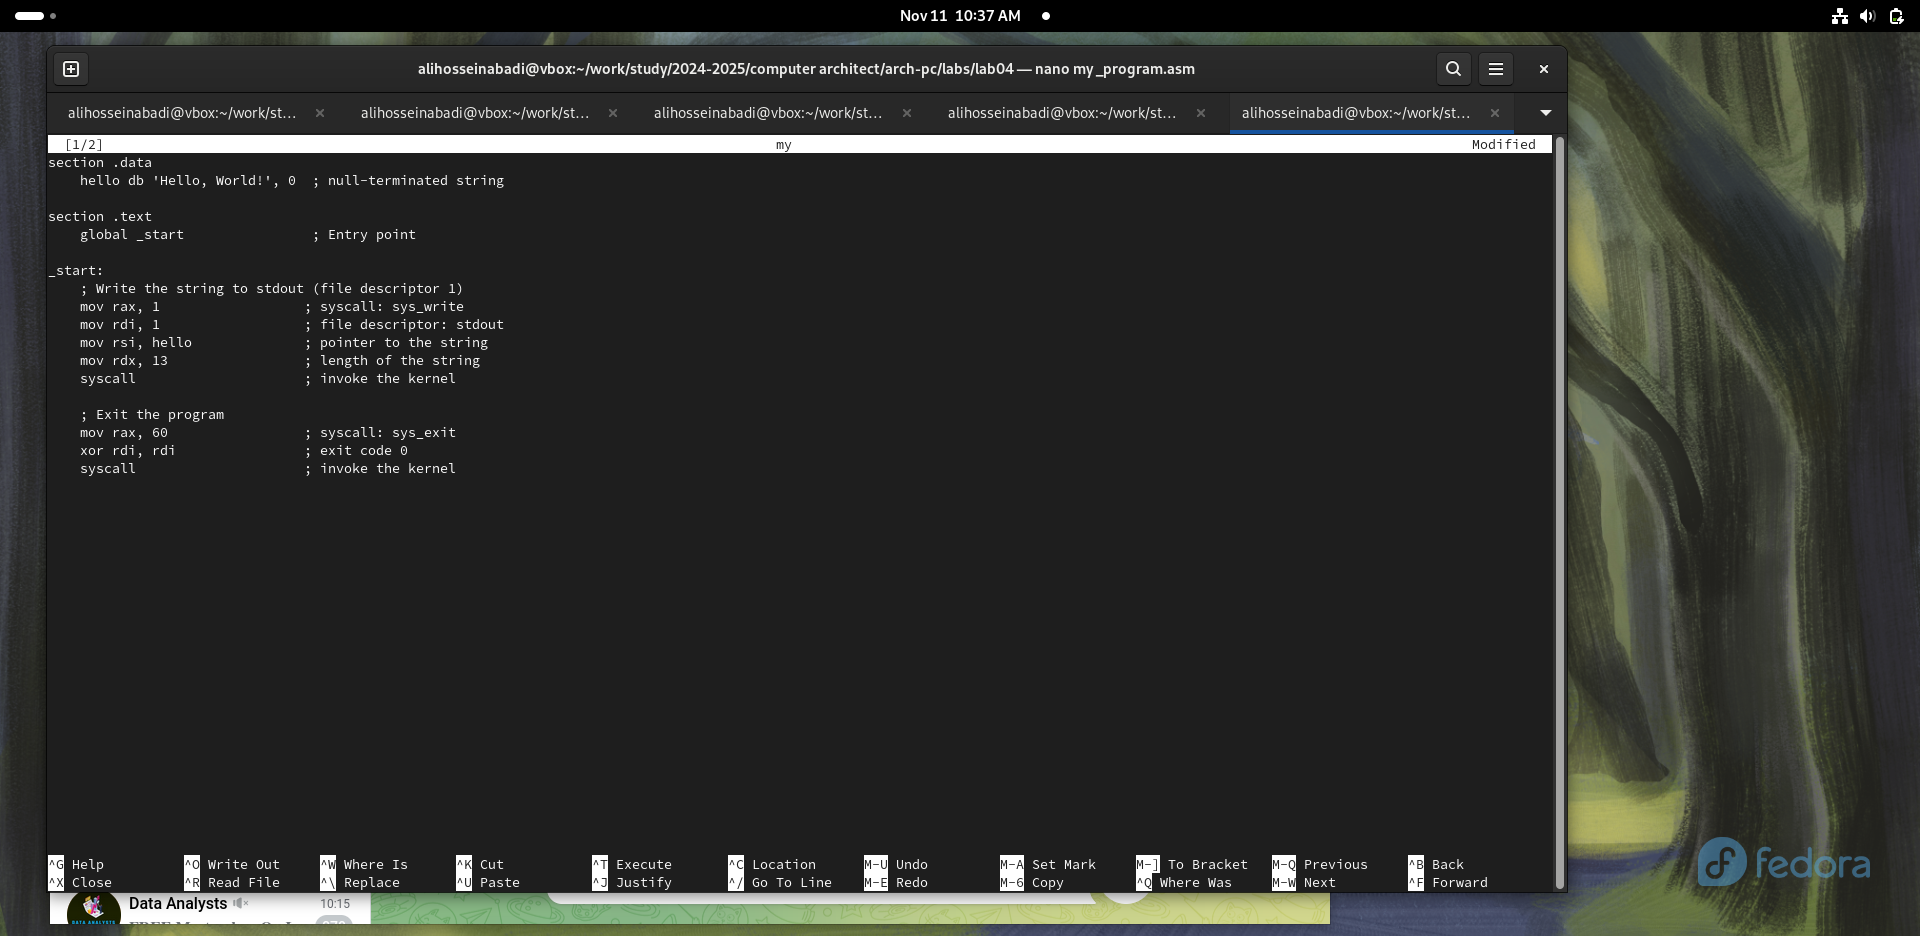 Nov 11 10:37 AM
alihosseinabadi@vbox:~/work/study/2024-2025/computer architect/arch-pc/labs/lab04 — nano my_program.asm
alihosseinabadi@vbox:~/work/st… alihosseinabadi@vbox:~/work/st… alihosseinabadi@vbox:~/work/st… alihosseinabadi@vbox:~/work/st… alihosseinabadi@vbox:~/work/st…
[1/2] my Modified
section .data
    hello db 'Hello, World!', 0  ; null-terminated string

section .text
    global _start                ; Entry point

_start:
    ; Write the string to stdout (file descriptor 1)
    mov rax, 1                  ; syscall: sys_write
    mov rdi, 1                  ; file descriptor: stdout
    mov rsi, hello              ; pointer to the string
    mov rdx, 13                 ; length of the string
    syscall                     ; invoke the kernel

    ; Exit the program
    mov rax, 60                 ; syscall: sys_exit
    xor rdi, rdi                ; exit code 0
    syscall                     ; invoke the kernel
^G Help ^O Write Out ^W Where Is ^K Cut ^T Execute ^C Location M-U Undo M-A Set Mark M-] To Bracket M-Q Previous ^B Back
^X Close ^R Read File ^\ Replace ^U Paste ^J Justify ^/ Go To Line M-E Redo M-6 Copy ^Q Where Was M-W Next ^F Forward
fedora
Data Analysts 10:15
DATA ANALYSTS